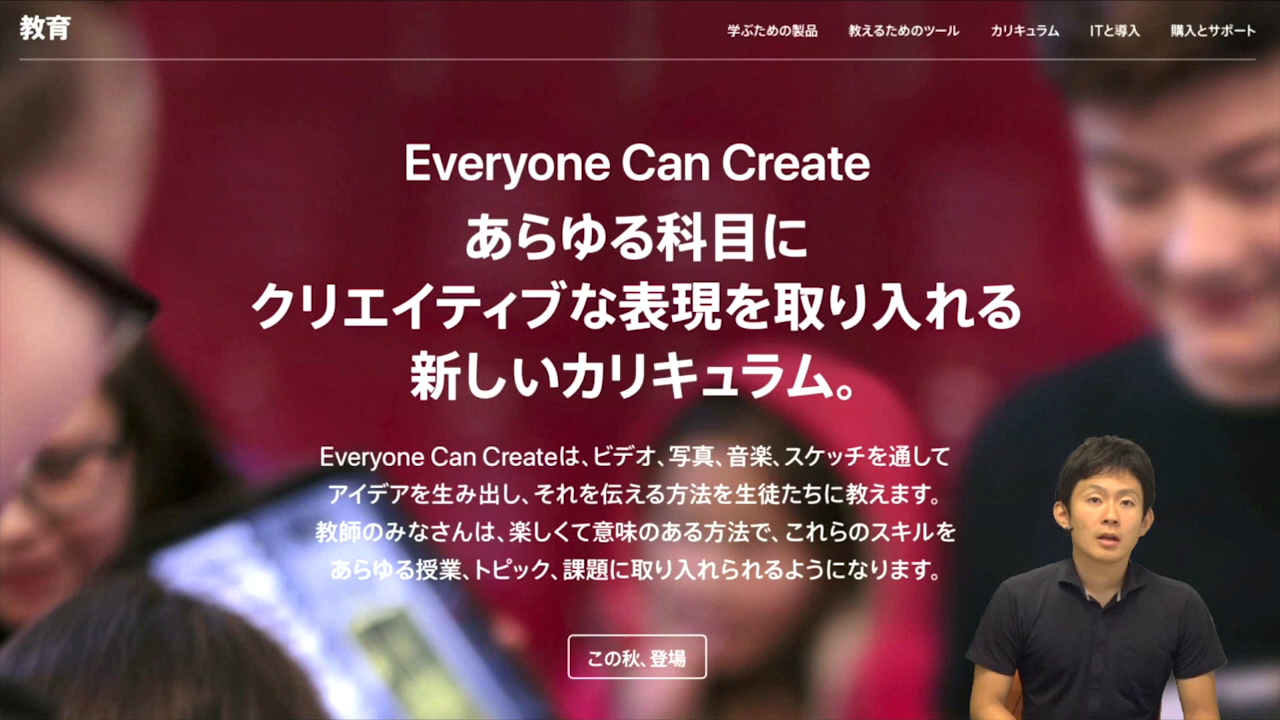 教育
学ぶための製品 教えるためのツール カリキュラム ITと導入 購入とサポート
Everyone Can Create
あらゆる科目に
クリエイティブな表現を取り入れる
新しいカリキュラム。
Everyone Can Createは、ビデオ、写真、音楽、スケッチを通して
アイデアを生み出し、それを伝える方法を生徒たちに教えます。
教師のみなさんは、楽しくて意味のある方法で、これらのスキルを
あらゆる授業、トピック、課題に取り入れられるようになります。
この秋、登場